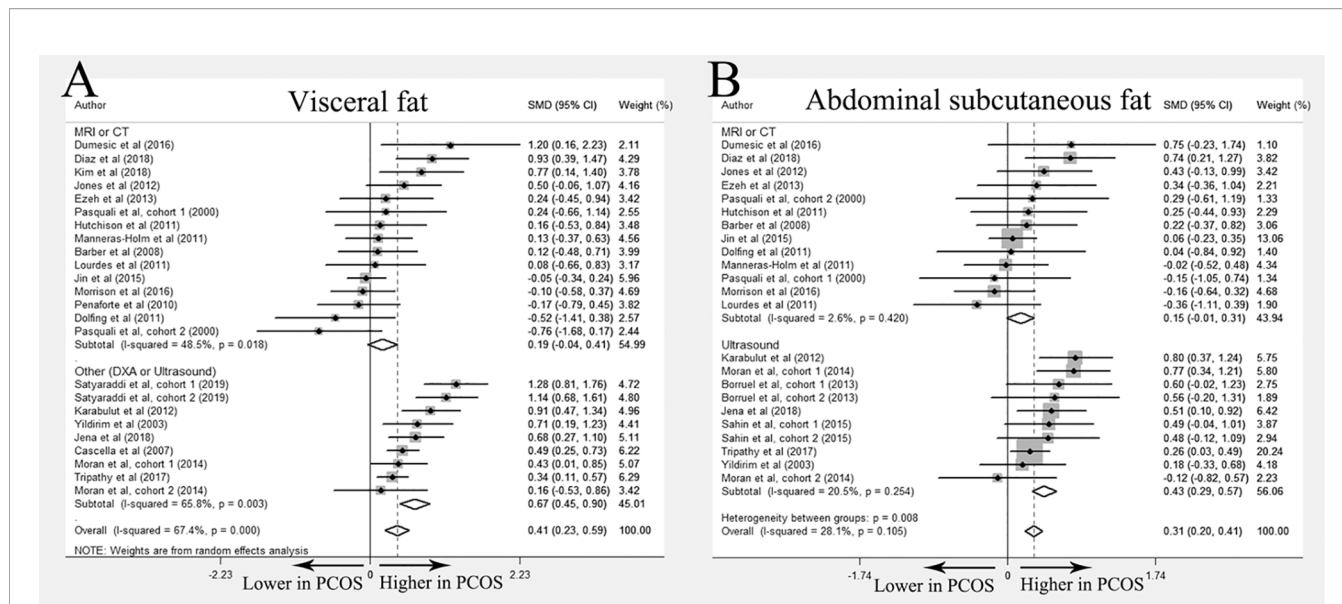 A
Visceral fat
Author SMD (95% CI) Weight (%)
MRI or CT
Dumesic et al (2016) 1.20 (0.16, 2.23) 2.11
Diaz et al (2018) 0.93 (0.39, 1.47) 4.29
Kim et al (2018) 0.77 (0.14, 1.40) 3.78
Jones et al (2012) 0.50 (-0.06, 1.07) 4.16
Ezeh et al (2013) 0.24 (-0.45, 0.94) 3.42
Pasquali et al, cohort 1 (2000) 0.24 (-0.66, 1.14) 2.55
Hutchison et al (2011) 0.16 (-0.53, 0.84) 3.48
Manneras-Holm et al (2011) 0.13 (-0.37, 0.63) 4.56
Barber et al (2008) 0.12 (-0.48, 0.71) 3.99
Lourdes et al (2011) 0.08 (-0.66, 0.83) 3.17
Jin et al (2015) -0.05 (-0.34, 0.24) 5.96
Morrison et al (2016) -0.10 (-0.58, 0.37) 4.69
Penaforte et al (2010) -0.17 (-0.79, 0.45) 3.82
Dolfing et al (2011) -0.52 (-1.41, 0.38) 2.57
Pasquali et al, cohort 2 (2000) -0.76 (-1.68, 0.17) 2.44
Subtotal (I-squared = 48.5%, p = 0.018) 0.19 (-0.04, 0.41) 54.99
.
Other (DXA or Ultrasound)
Satyaraddi et al, cohort 1 (2019) 1.28 (0.81, 1.76) 4.72
Satyaraddi et al, cohort 2 (2019) 1.14 (0.68, 1.61) 4.80
Karabulut et al (2012) 0.91 (0.47, 1.34) 4.96
Yildirim et al (2003) 0.71 (0.19, 1.23) 4.41
Jena et al (2018) 0.68 (0.27, 1.10) 5.11
Cascella et al (2007) 0.49 (0.25, 0.73) 6.22
Moran et al, cohort 1 (2014) 0.43 (0.01, 0.85) 5.07
Tripathy et al (2017) 0.34 (0.11, 0.57) 6.29
Moran et al, cohort 2 (2014) 0.16 (-0.53, 0.86) 3.42
Subtotal (I-squared = 65.8%, p = 0.003) 0.67 (0.45, 0.90) 45.01
.
Overall (I-squared = 67.4%, p = 0.000) 0.41 (0.23, 0.59) 100.00
NOTE: Weights are from random effects analysis
-2.23 0 2.23
Lower in PCOS Higher in PCOS
B
Abdominal subcutaneous fat
Author SMD (95% CI) Weight (%)
MRI or CT
Dumesic et al (2016) 0.75 (-0.23, 1.74) 1.10
Diaz et al (2018) 0.74 (0.21, 1.27) 3.82
Jones et al (2012) 0.43 (-0.13, 0.99) 3.42
Ezeh et al (2013) 0.34 (-0.36, 1.04) 2.21
Pasquali et al, cohort 2 (2000) 0.29 (-0.61, 1.19) 1.33
Hutchison et al (2011) 0.25 (-0.44, 0.93) 2.29
Barber et al (2008) 0.22 (-0.37, 0.82) 3.06
Jin et al (2015) 0.06 (-0.23, 0.35) 13.06
Dolfing et al (2011) 0.04 (-0.84, 0.92) 1.40
Manneras-Holm et al (2011) -0.02 (-0.52, 0.48) 4.34
Pasquali et al, cohort 1 (2000) -0.15 (-1.05, 0.74) 1.34
Morrison et al (2016) -0.16 (-0.64, 0.32) 4.68
Lourdes et al (2011) -0.36 (-1.11, 0.39) 1.90
Subtotal (I-squared = 2.6%, p = 0.420) 0.15 (-0.01, 0.31) 43.94
Ultrasound
Karabulut et al (2012) 0.80 (0.37, 1.24) 5.75
Moran et al, cohort 1 (2014) 0.77 (0.34, 1.21) 5.80
Borruel et al, cohort 1 (2013) 0.60 (-0.02, 1.23) 2.75
Borruel et al, cohort 2 (2013) 0.56 (-0.20, 1.31) 1.89
Jena et al (2018) 0.51 (0.10, 0.92) 6.42
Sahin et al, cohort 1 (2015) 0.49 (-0.04, 1.01) 3.87
Sahin et al, cohort 2 (2015) 0.48 (-0.12, 1.09) 2.94
Tripathy et al (2017) 0.26 (0.03, 0.49) 20.24
Yildirim et al (2003) 0.18 (-0.33, 0.68) 4.18
Moran et al, cohort 2 (2014) -0.12 (-0.82, 0.57) 2.23
Subtotal (I-squared = 20.5%, p = 0.254) 0.43 (0.29, 0.57) 56.06
Heterogeneity between groups: p = 0.008
Overall (I-squared = 28.1%, p = 0.105) 0.31 (0.20, 0.41) 100.00
-1.74 0 1.74
Lower in PCOS Higher in PCOS